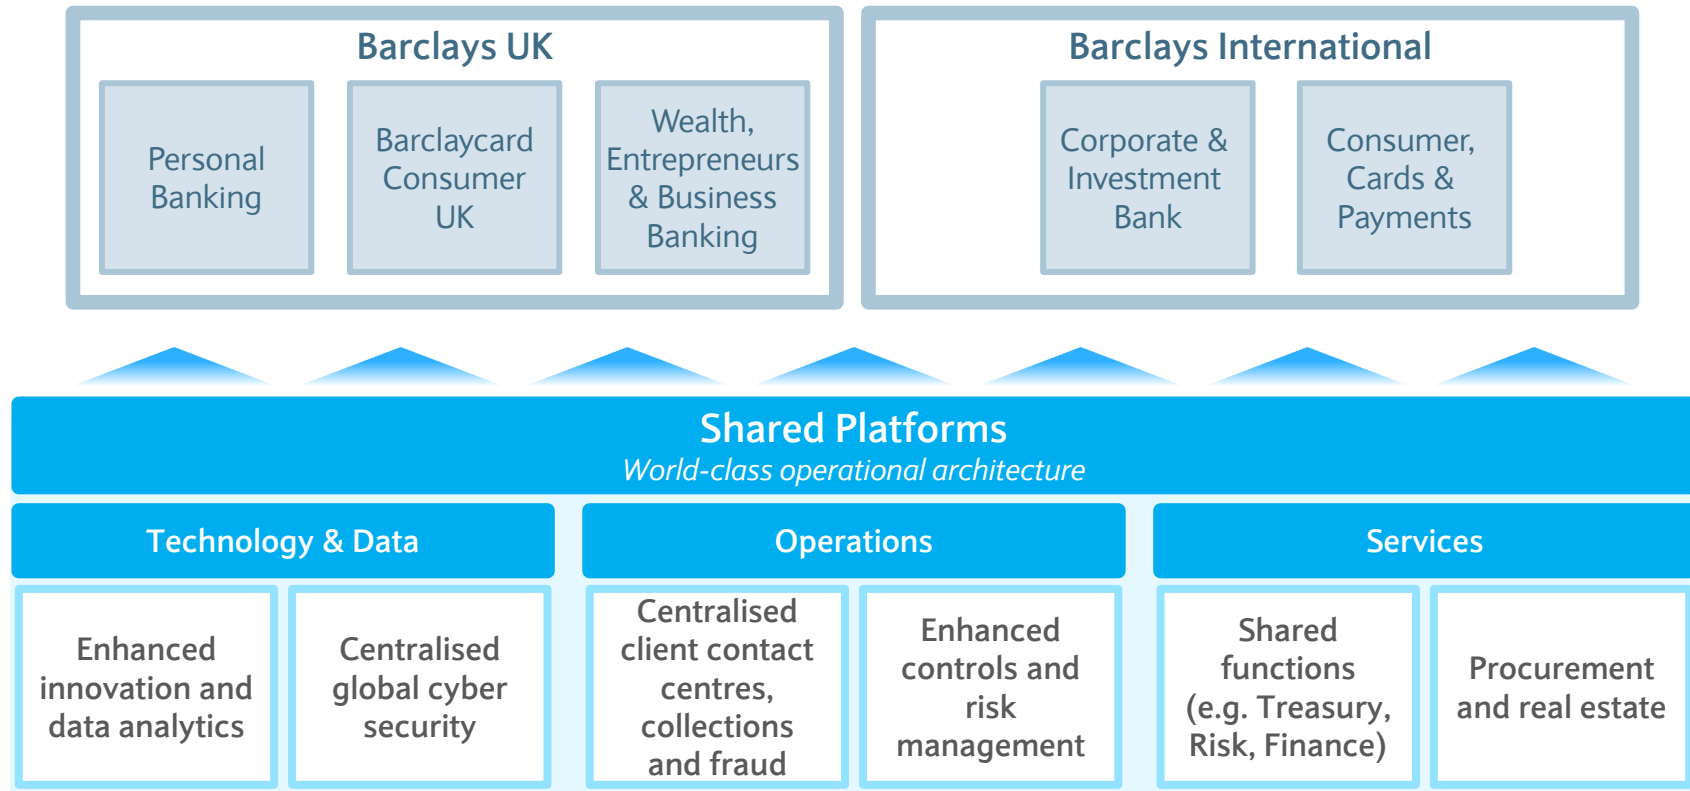 Barclays UK
Personal
Banking
Barclaycard
Consumer
UK
Wealth,
Entrepreneurs
& Business
Banking
Barclays International
Corporate &
Investment
Bank
Consumer,
Cards &
Payments
Shared Platforms
World-class operational architecture
Technology & Data
Enhanced
innovation and
data analytics
Centralised
global cyber
security
Operations
Centralised
client contact
centres,
collections
and fraud
Enhanced
controls and
risk
management
Services
Shared
functions
(e.g. Treasury,
Risk, Finance)
Procurement
and real estate